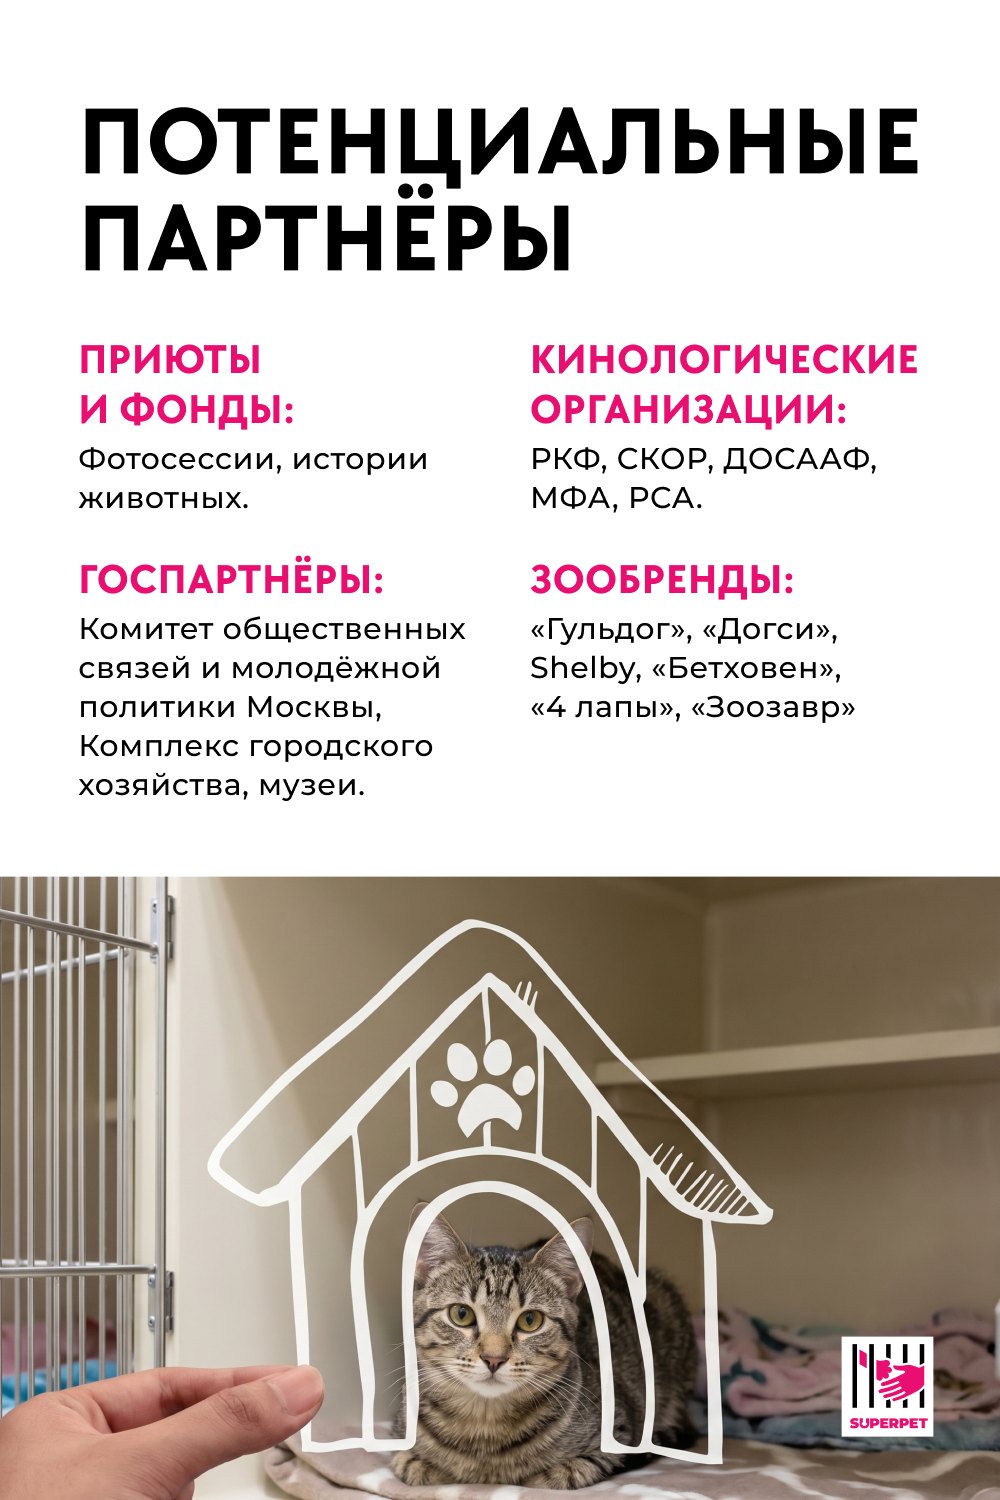 ПОТЕНЦИАЛЬНЫЕ
ПАРТНЁРЫ
ПРИЮТЫ
И ФОНДЫ:
Фотосессии, истории
животных.
КИНОЛОГИЧЕСКИЕ
ОРГАНИЗАЦИИ:
РКФ, СКОР, ДОСААФ,
МФА, РСА.
ГОСПАРТНЁРЫ:
Комитет общественных
связей и молодёжной
политики Москвы,
Комплекс городского
хозяйства, музеи.
ЗООБРЕНДЫ:
«Гульдог», «Догси»,
Shelby, «Бетховен»,
«4 лапы», «Зоозавр»
SUPERPET